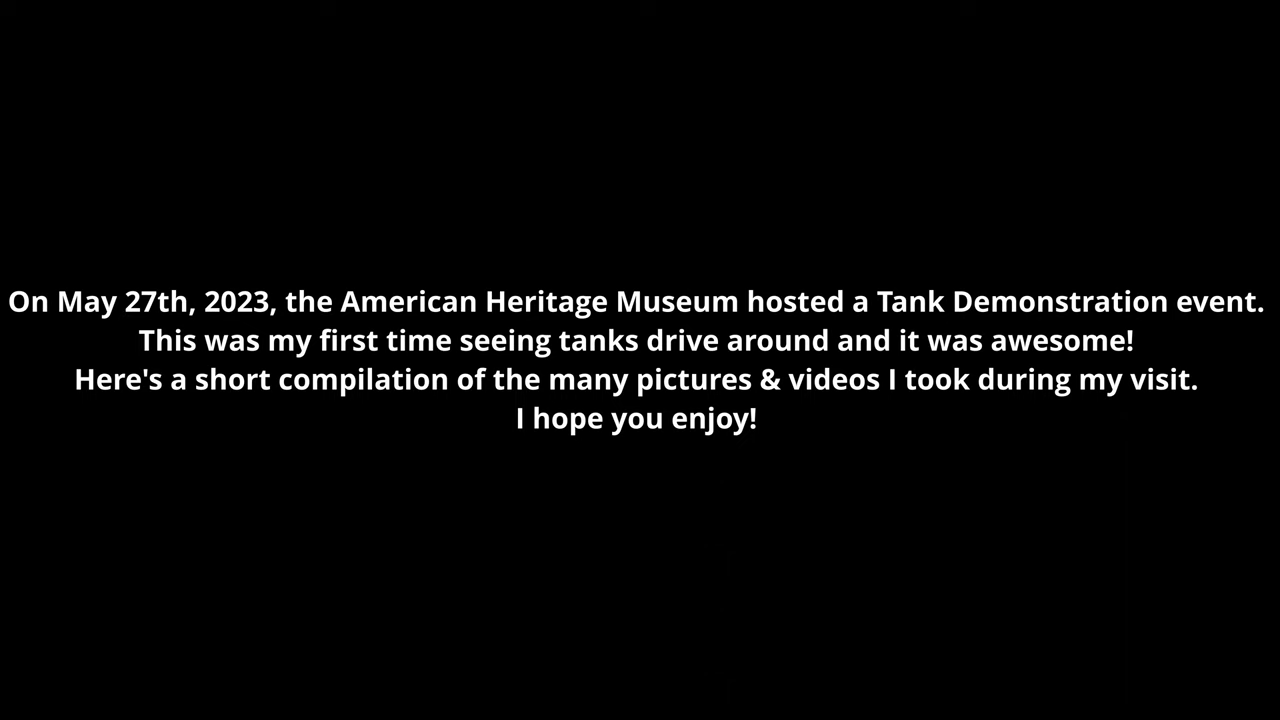 On May 27th, 2023, the American Heritage Museum hosted a Tank Demonstration event.
This was my first time seeing tanks drive around and it was awesome!
Here's a short compilation of the many pictures & videos I took during my visit.
I hope you enjoy!